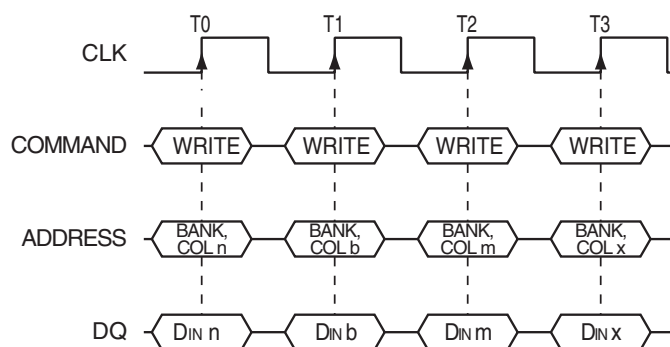 T0 T1 T2 T3
CLK
COMMAND WRITE WRITE WRITE WRITE
ADDRESS BANK, COL n BANK, COL b BANK, COL m BANK, COL x
DQ DIN n DIN b DIN m DIN x